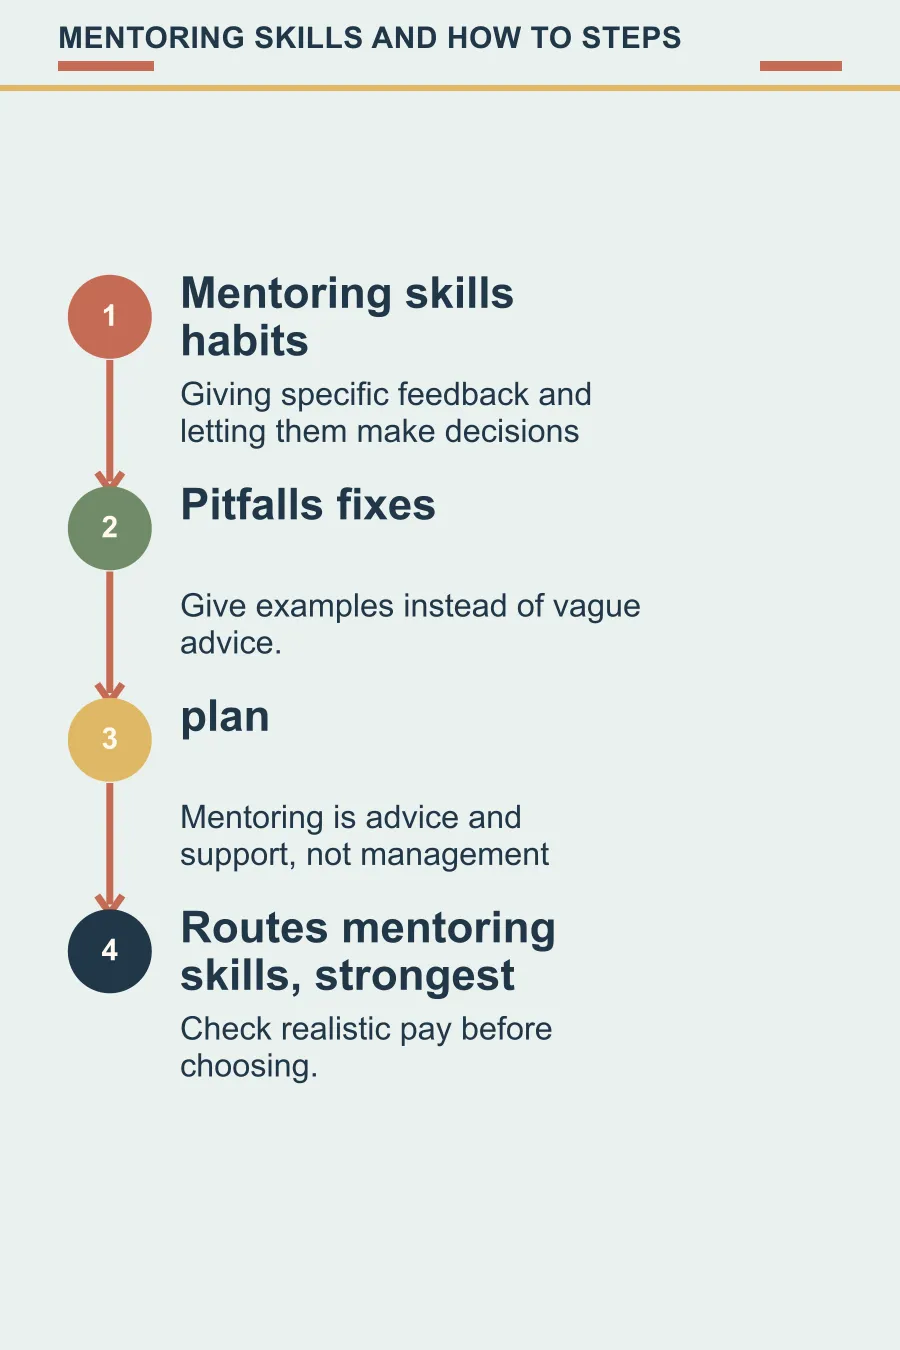 MENTORING SKILLS AND HOW TO STEPS
1
Mentoring skills
habits
Giving specific feedback and
letting them make decisions
2
Pitfalls fixes
Give examples instead of vague
advice.
3
plan
Mentoring is advice and
support, not management
4
Routes mentoring
skills, strongest
Check realistic pay before
choosing.